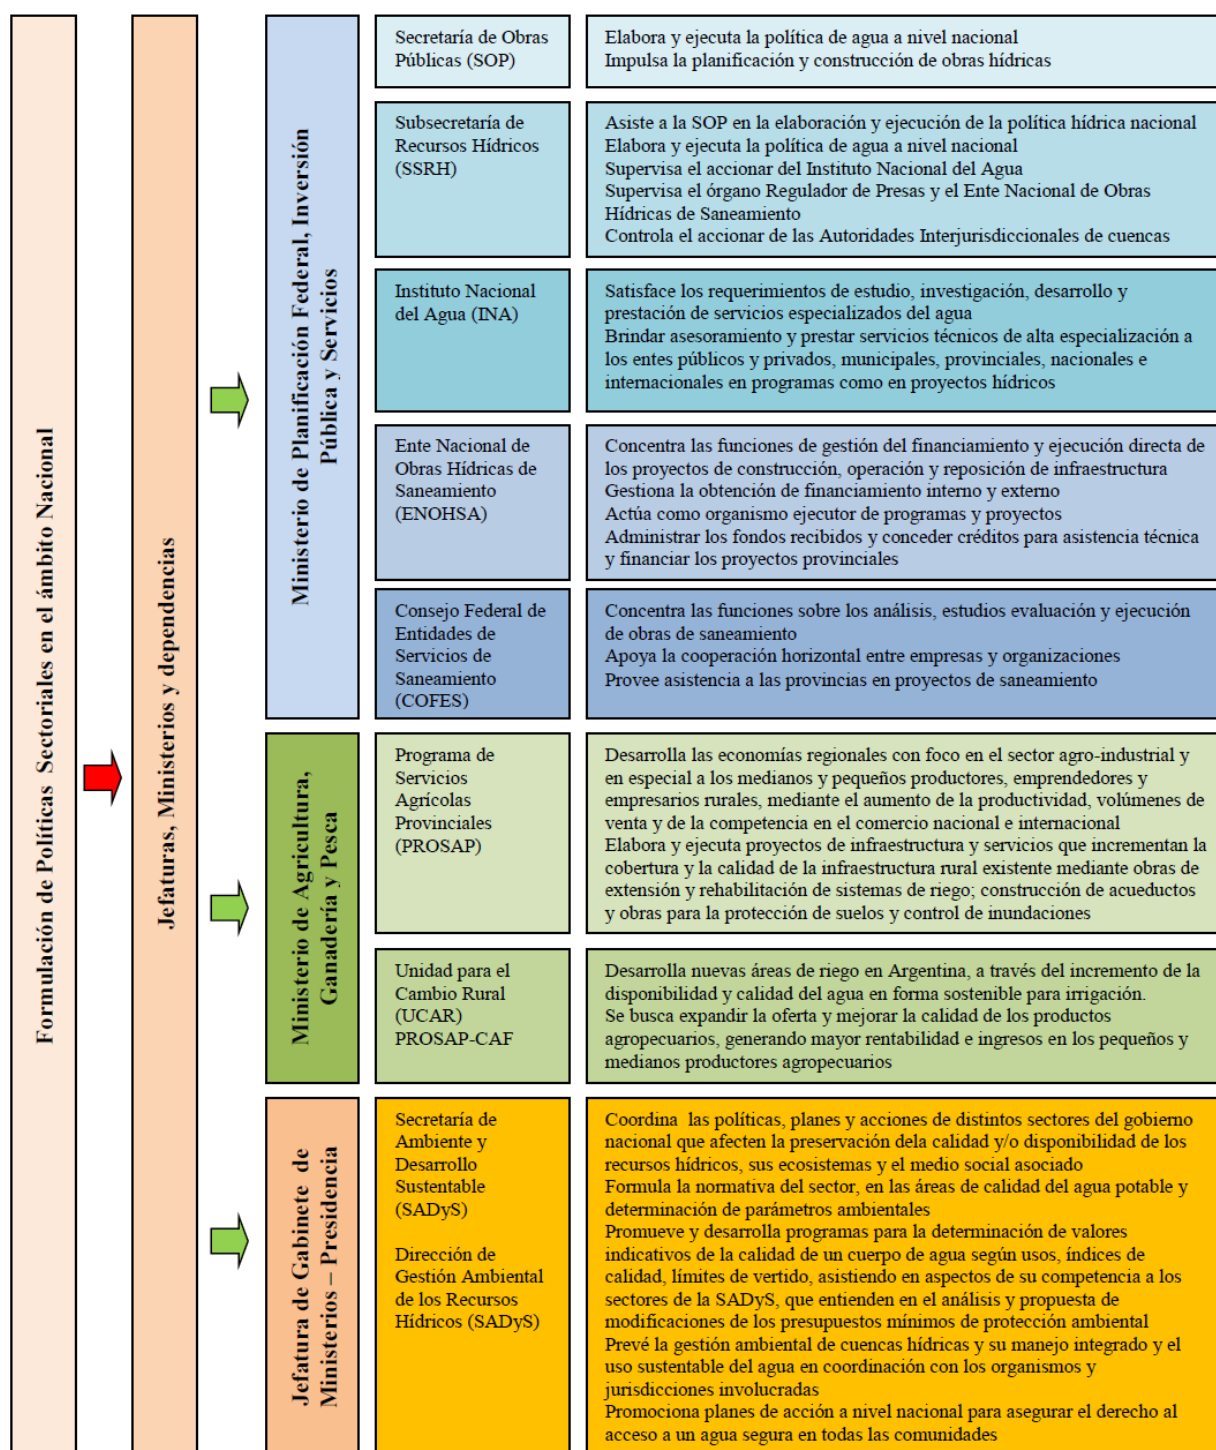 Formulación de Políticas  Sectoriales en el ámbito Nacional
Jefaturas, Ministerios y dependencias
Ministerio de Planificación Federal, Inversión
Pública y Servicios
Secretaría de Obras
Públicas (SOP)
Elabora y ejecuta la política de agua a nivel nacional
Impulsa la planificación y construcción de obras hídricas
Subsecretaría de
Recursos Hídricos
(SSRH)
Asiste a la SOP en la elaboración y ejecución de la política hídrica nacional
Elabora y ejecuta la política de agua a nivel nacional
Supervisa el accionar del Instituto Nacional del Agua
Supervisa el órgano Regulador de Presas y el Ente Nacional de Obras
Hídricas de Saneamiento
Controla el accionar de las Autoridades Interjurisdiccionales de cuencas
Instituto Nacional
del Agua (INA)
Satisface los requerimientos de estudio, investigación, desarrollo y
prestación de servicios especializados del agua
Brindar asesoramiento y prestar servicios técnicos de alta especialización a
los entes públicos y privados, municipales, provinciales, nacionales e
internacionales en programas como en proyectos hídricos
Ente Nacional de
Obras Hídricas de
Saneamiento
(ENOHSA)
Concentra las funciones de gestión del financiamiento y ejecución directa de
los proyectos de construcción, operación y reposición de infraestructura
Gestiona la obtención de financiamiento interno y externo
Actúa como organismo ejecutor de programas y proyectos
Administrar los fondos recibidos y conceder créditos para asistencia técnica
y financiar los proyectos provinciales
Consejo Federal de
Entidades de
Servicios de
Saneamiento
(COFES)
Concentra las funciones sobre los análisis, estudios evaluación y ejecución
de obras de saneamiento
Apoya la cooperación horizontal entre empresas y organizaciones
Provee asistencia a las provincias en proyectos de saneamiento
Ministerio de Agricultura,
Ganadería y Pesca
Programa de
Servicios
Agrícolas
Provinciales
(PROSAP)
Desarrolla las economías regionales con foco en el sector agro-industrial y
en especial a los medianos y pequeños productores, emprendedores y
empresarios rurales, mediante el aumento de la productividad, volúmenes de
venta y de la competencia en el comercio nacional e internacional
Elabora y ejecuta proyectos de infraestructura y servicios que incrementan la
cobertura y la calidad de la infraestructura rural existente mediante obras de
extensión y rehabilitación de sistemas de riego; construcción de acueductos
y obras para la protección de suelos y control de inundaciones
Unidad para el
Cambio Rural
(UCAR)
PROSAP-CAF
Desarrolla nuevas áreas de riego en Argentina, a través del incremento de la
disponibilidad y calidad del agua en forma sostenible para irrigación.
Se busca expandir la oferta y mejorar la calidad de los productos
agropecuarios, generando mayor rentabilidad e ingresos en los pequeños y
medianos productores agropecuarios
Jefatura de Gabinete  de
Ministerios – Presidencia
Secretaría de
Ambiente y
Desarrollo
Sustentable
(SADyS)
Dirección de
Gestión Ambiental
de los Recursos
Hídricos (SADyS)
Coordina  las políticas, planes y acciones de distintos sectores del gobierno
nacional que afecten la preservación dela calidad y/o disponibilidad de los
recursos hídricos, sus ecosistemas y el medio social asociado
Formula la normativa del sector, en las áreas de calidad del agua potable y
determinación de parámetros ambientales
Promueve y desarrolla programas para la determinación de valores
indicativos de la calidad de un cuerpo de agua según usos, índices de
calidad, límites de vertido, asistiendo en aspectos de su competencia a los
sectores de la SADyS, que entienden en el análisis y propuesta de
modificaciones de los presupuestos mínimos de protección ambiental
Prevé la gestión ambiental de cuencas hídricas y su manejo integrado y el
uso sustentable del agua en coordinación con los organismos y
jurisdicciones involucradas
Promociona planes de acción a nivel nacional para asegurar el derecho al
acceso a un agua segura en todas las comunidades